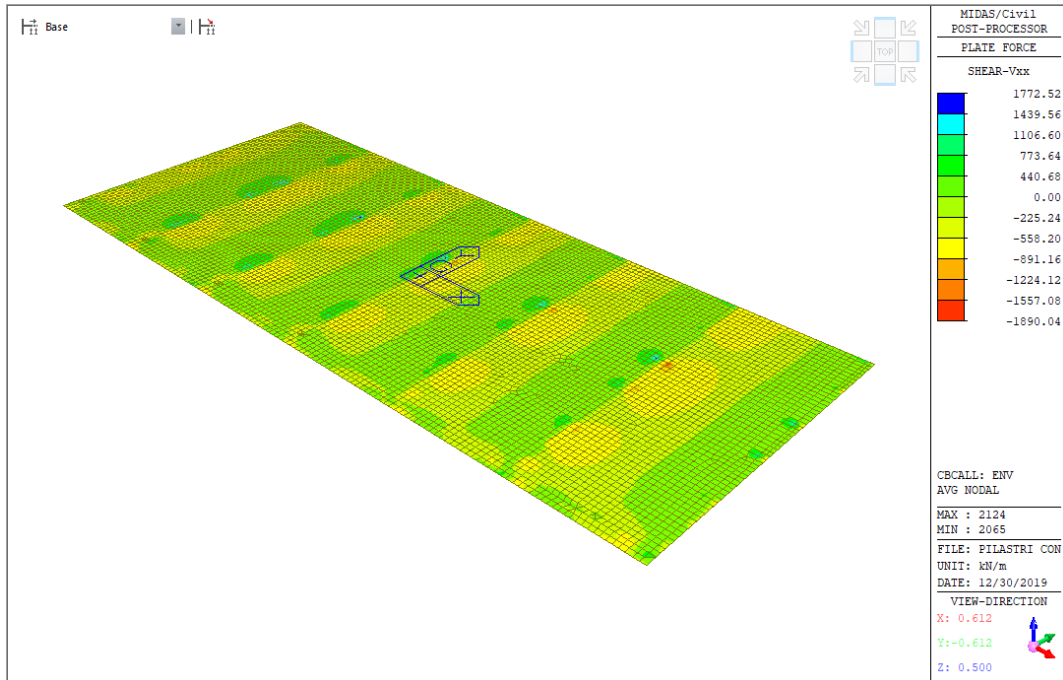 Base
TOP
MIDAS/Civil
POST-PROCESSOR
PLATE FORCE
SHEAR-Vxx
1772.52
1439.56
1106.60
773.64
440.68
0.00
-225.24
-558.20
-891.16
-1224.12
-1557.08
-1890.04
CBCALL: ENV
AVG NODAL
MAX : 2124
MIN : 2065
FILE: PILASTRI CON
UNIT: kN/m
DATE: 12/30/2019
VIEW-DIRECTION
X: 0.612
Y:-0.612
Z: 0.500